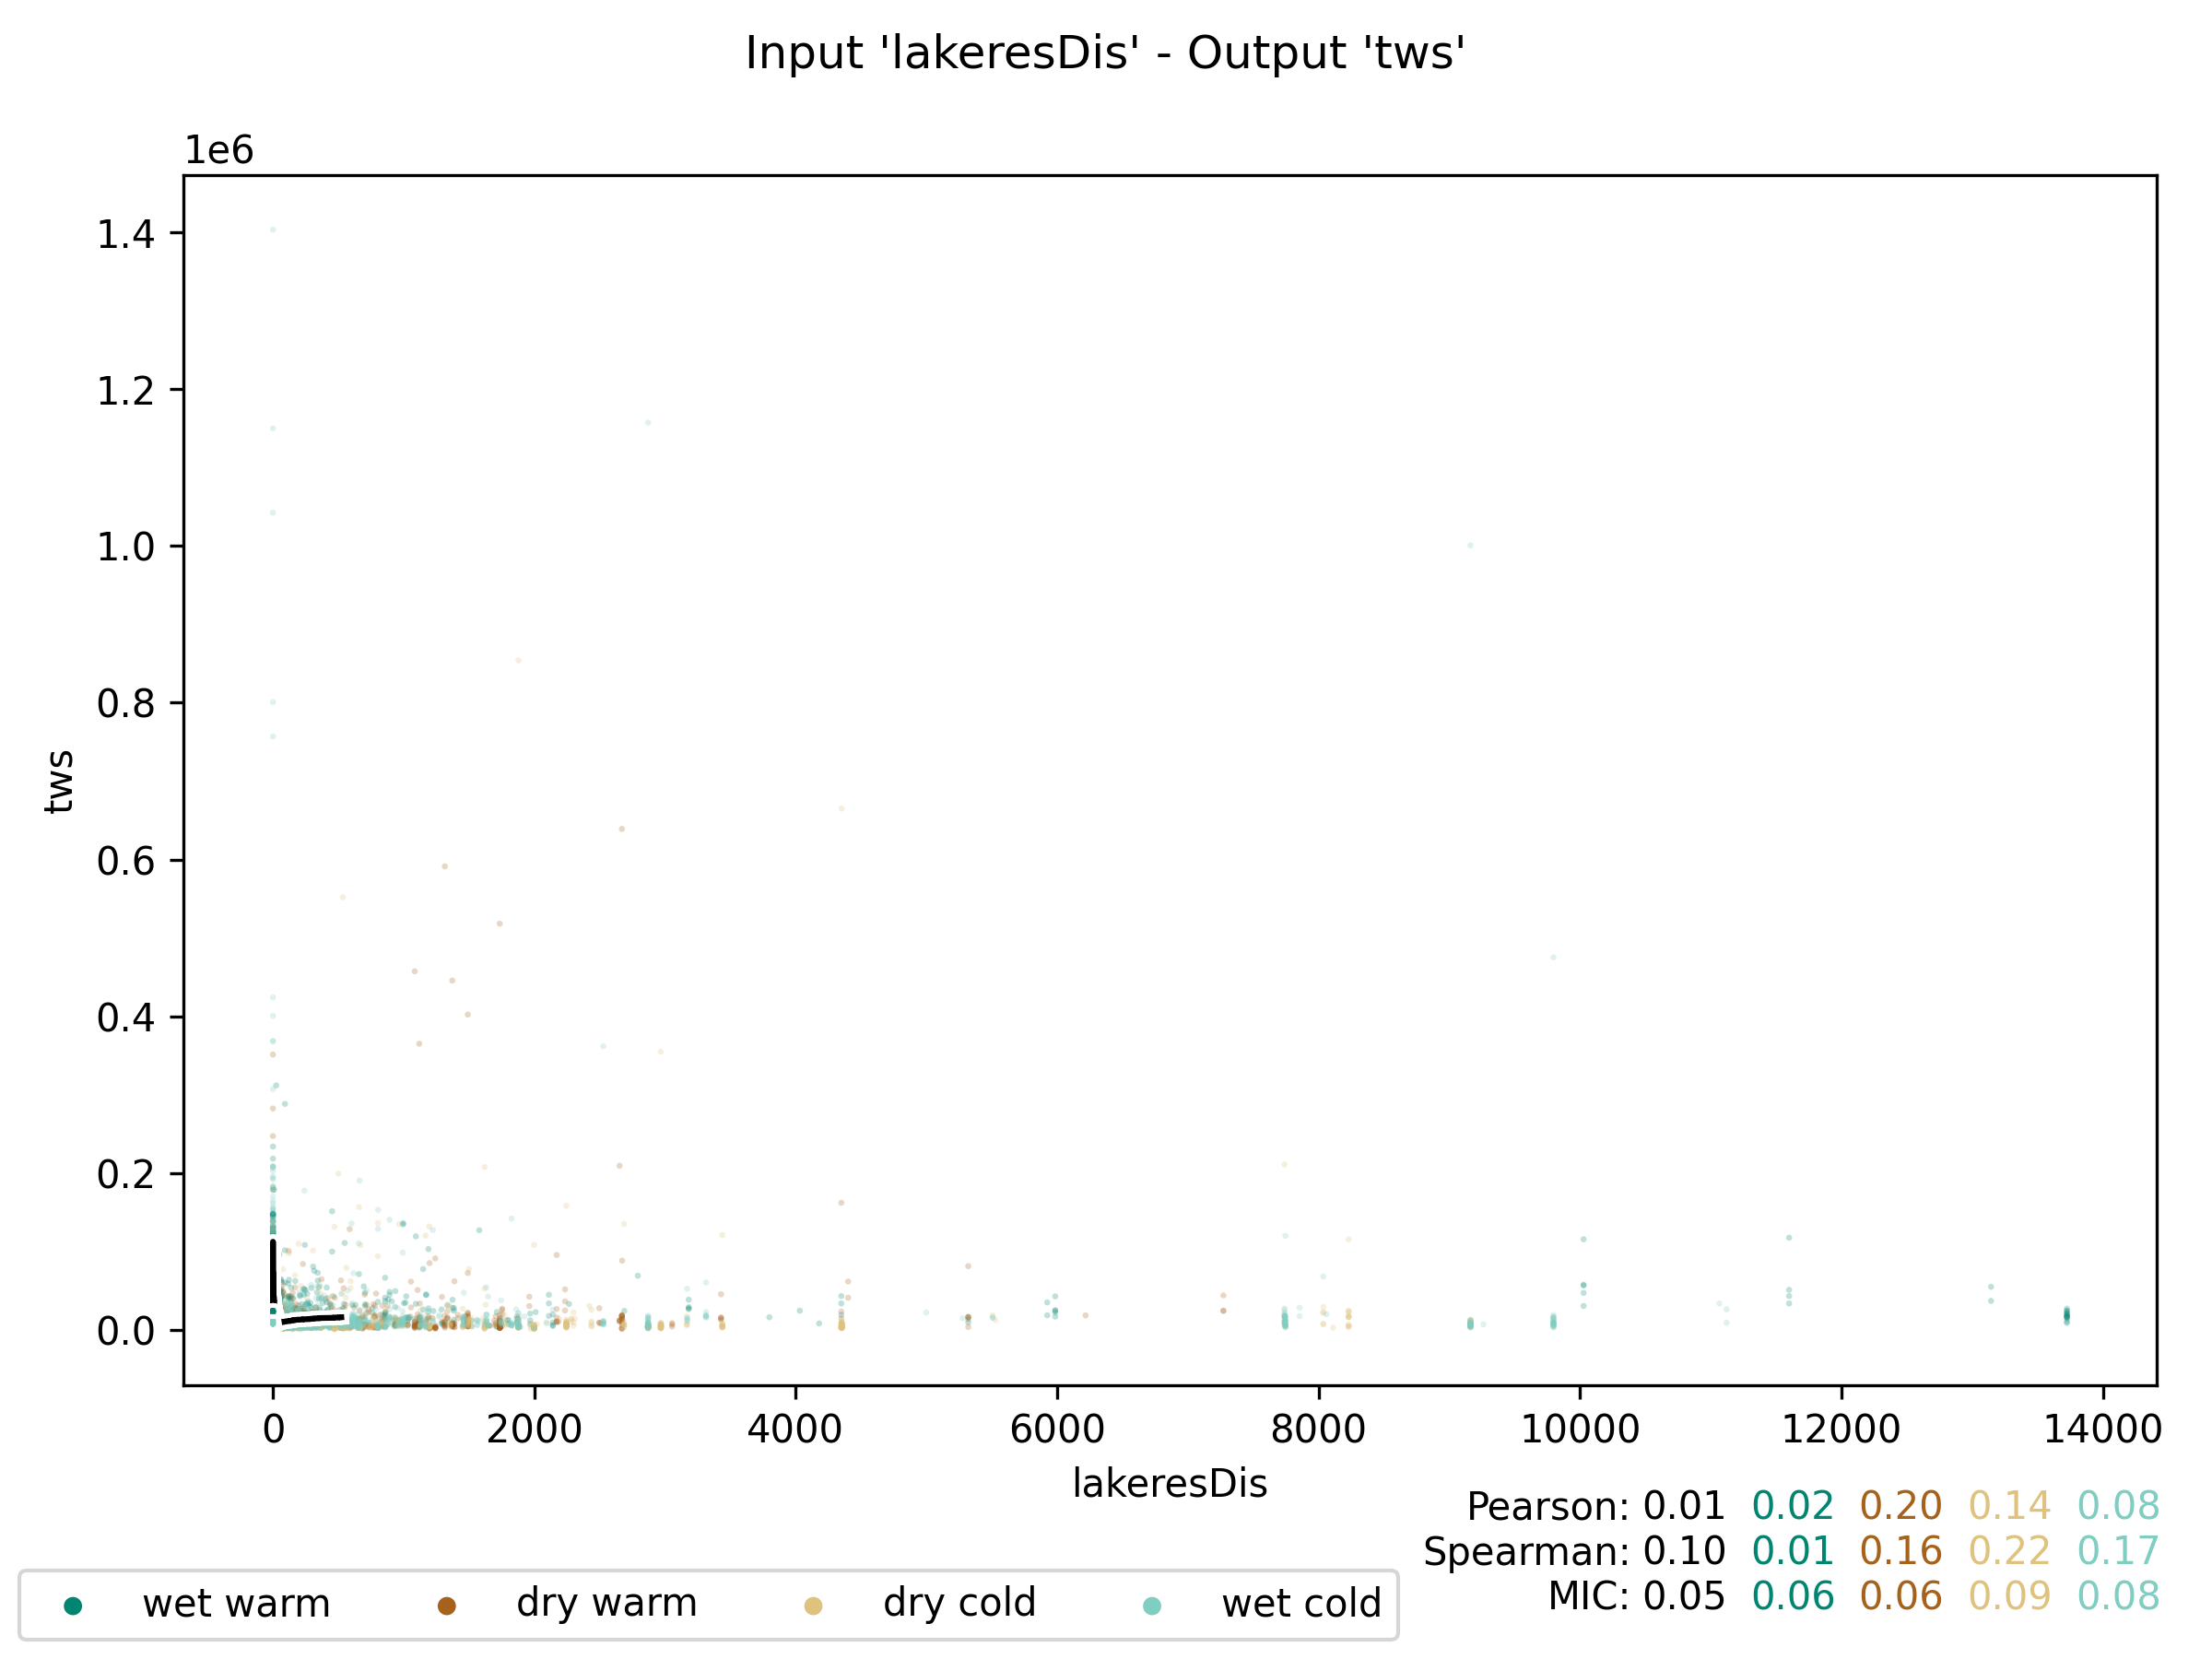 Input 'lakeresDis' - Output 'tws'
1e6
1.4
1.2
1.0
0.8
0.6
0.4
0.2
0.0
tws
0 2000 4000 6000 8000 10000 12000 14000
lakeresDis
Pearson: 0.01 0.02 0.20 0.14 0.08
Spearman: 0.10 0.01 0.16 0.22 0.17
MIC: 0.05 0.06 0.06 0.09 0.08
wet warm dry warm dry cold wet cold